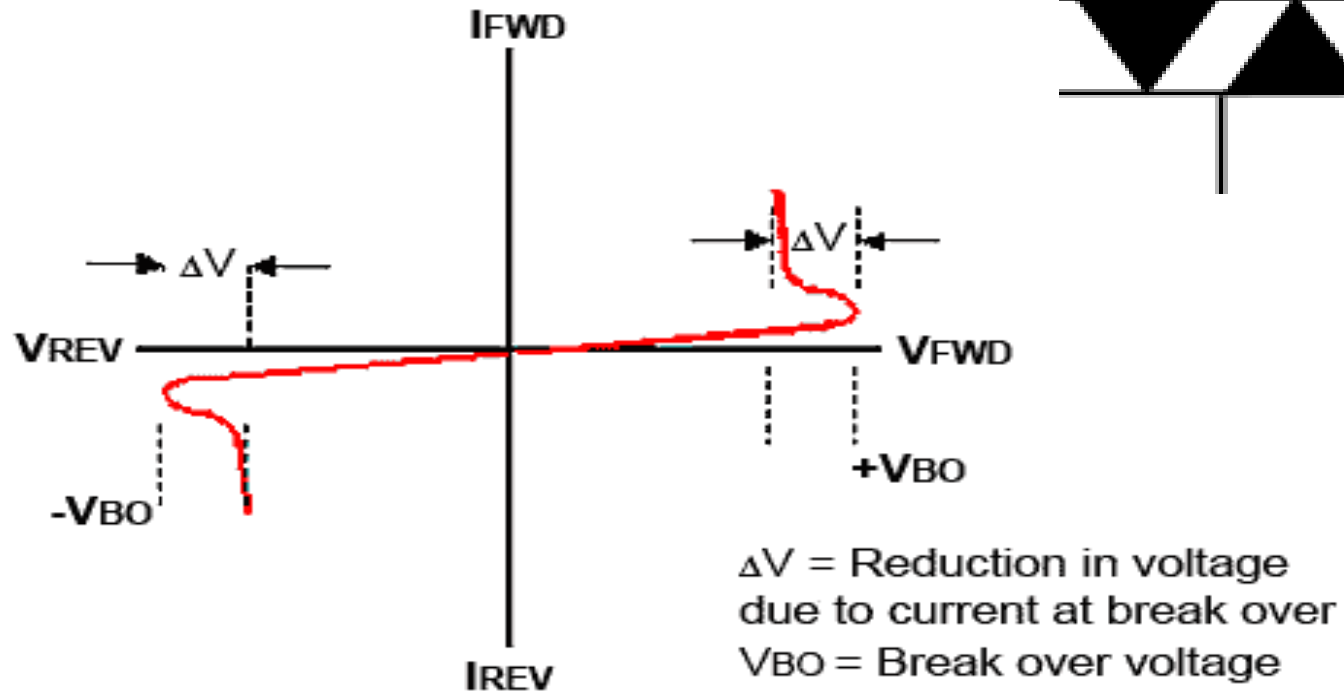 IFWD
ΔV
ΔV
VREV
VFWD
+VBO
-VBO
ΔV = Reduction in voltage
due to current at break over
VBO = Break over voltage
IREV